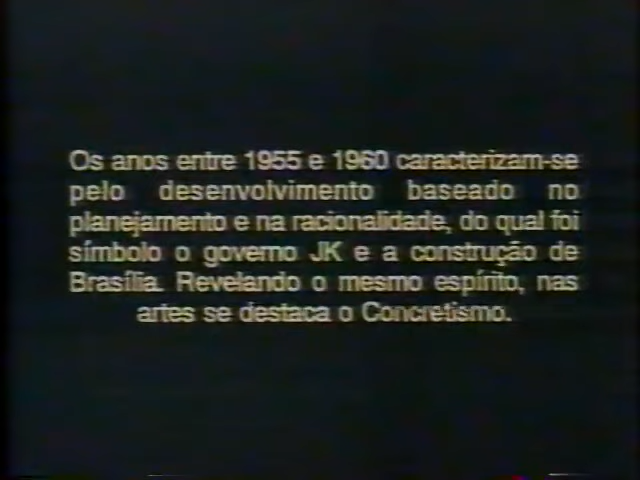 Os anos entre 1955 e 1960 caracterizam-se
pelo desenvolvimento baseado no
planejamento e na racionalidade, do qual foi
símbolo o governo JK e a construção de
Brasília. Revelando o mesmo espírito, nas
artes se destaca o Concretismo.